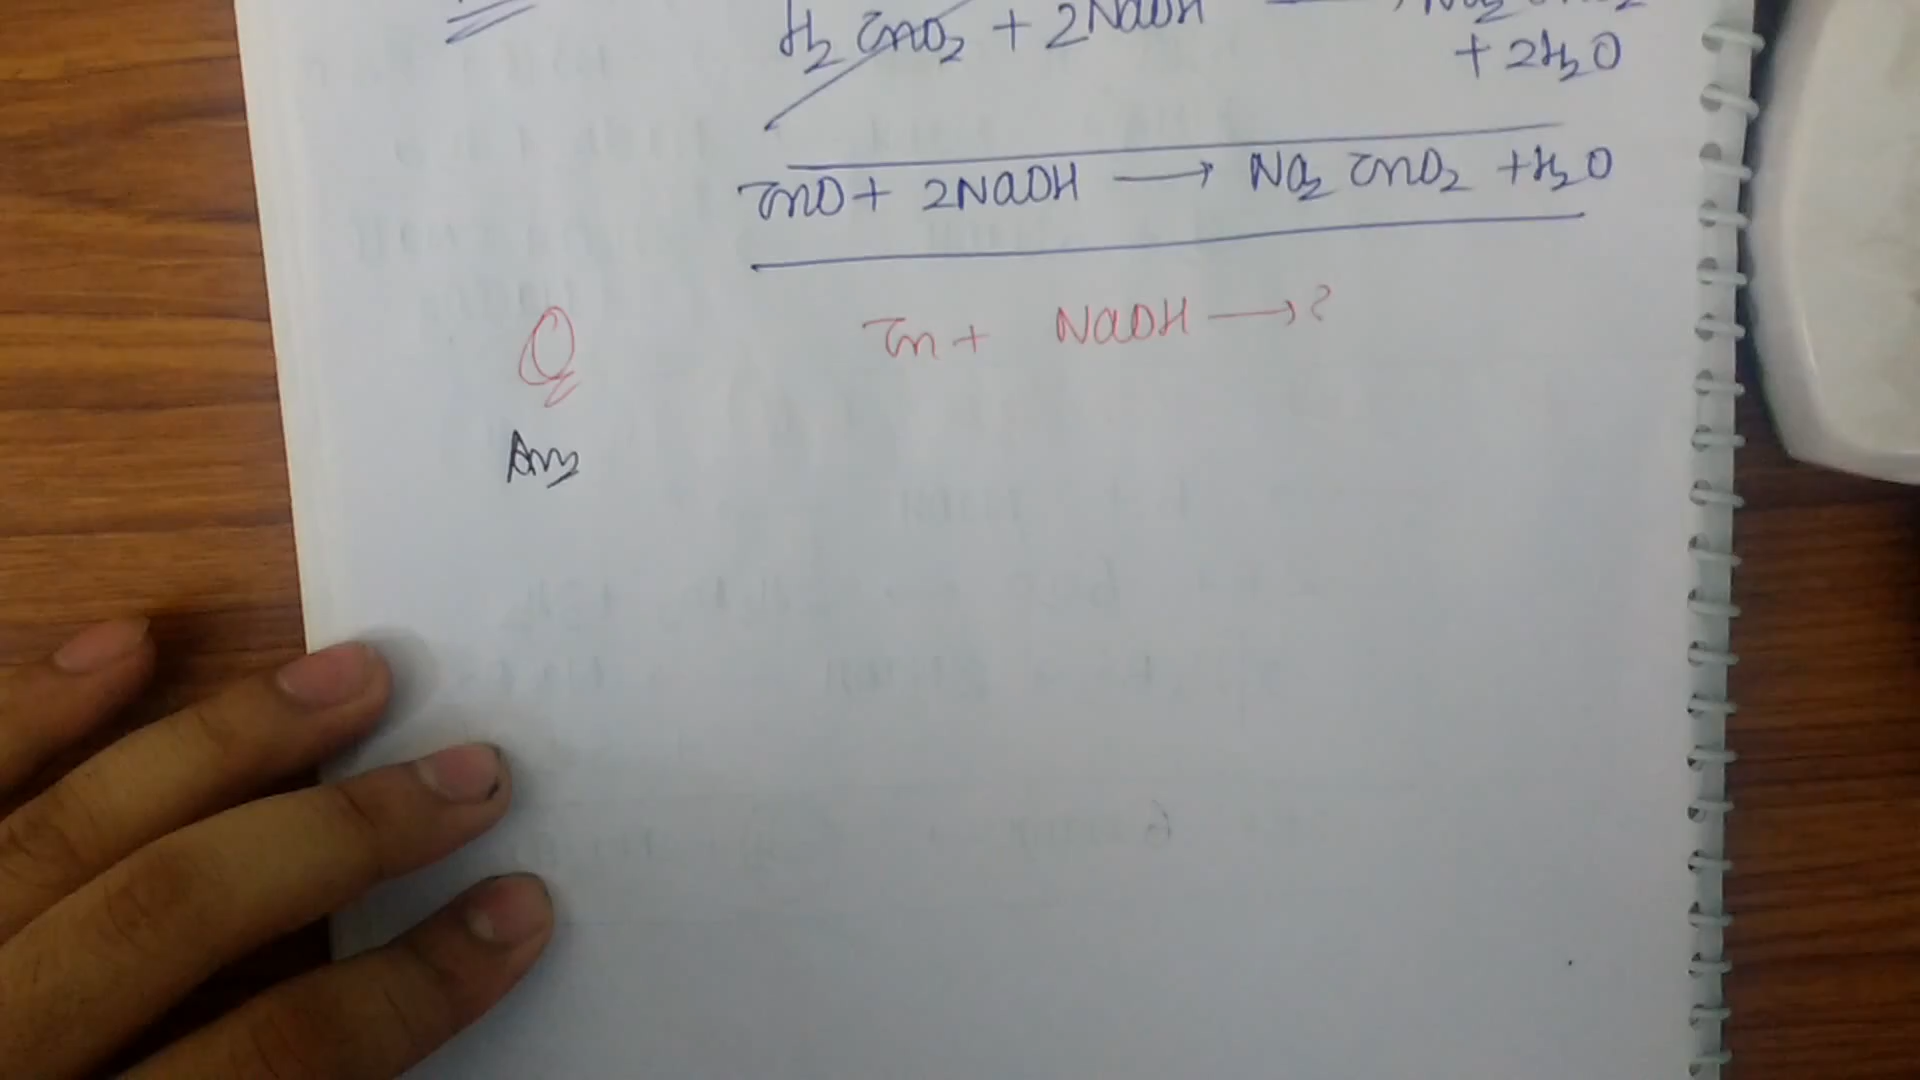 H₂ZnO₂ + 2NaOH
+ 2H₂O
ZnO + 2NaOH ⟶ Na₂ZnO₂ + H₂O
Q Zn + NaOH ⟶ ?
Ans